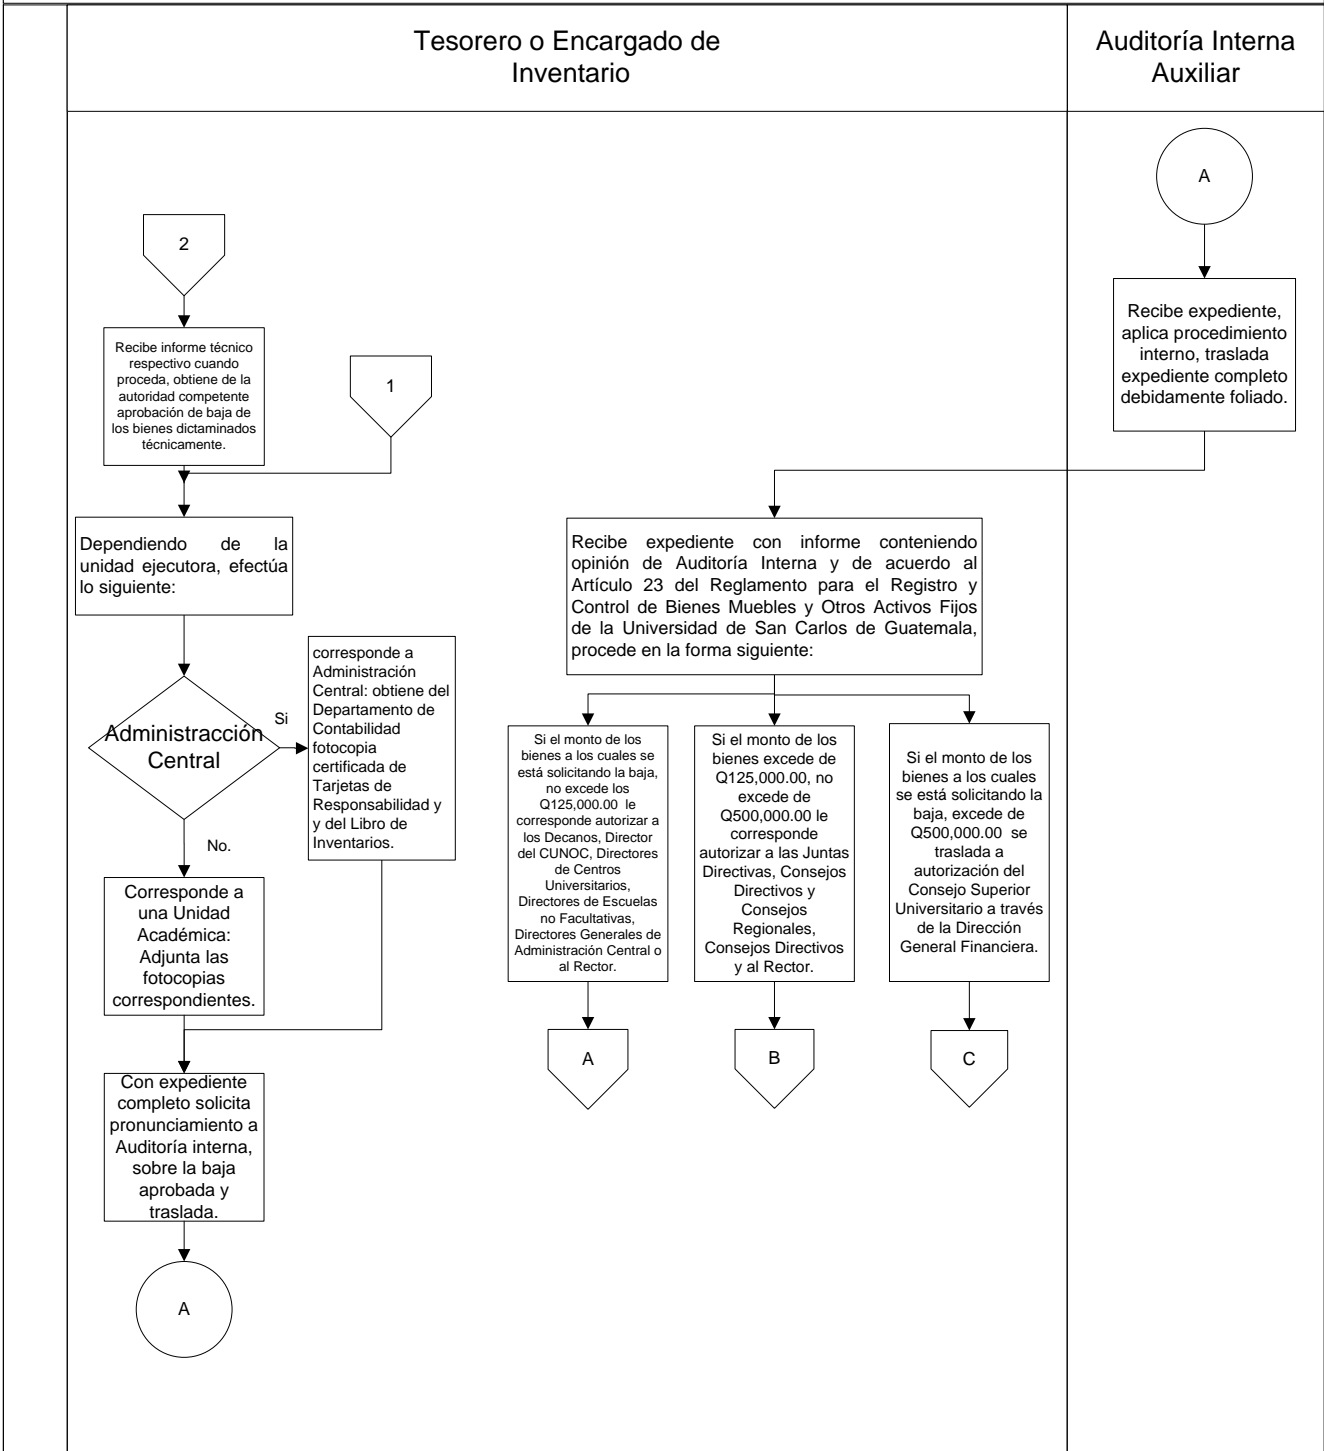 Tesorero o Encargado de
Inventario
Auditoría Interna
Auxiliar
2
Recibe informe técnico
respectivo cuando
proceda, obtiene de la
autoridad competente
aprobación de baja de
los bienes dictaminados
técnicamente.
1
Dependiendo de la
unidad ejecutora, efectúa
lo siguiente:
Administracción
Central
Si
corresponde a
Administración
Central: obtiene del
Departamento de
Contabilidad
fotocopia
certificada de
Tarjetas de
Responsabilidad y
y del Libro de
Inventarios.
No.
Corresponde a
una Unidad
Académica:
Adjunta las
fotocopias
correspondientes.
Con expediente
completo solicita
pronunciamiento a
Auditoría interna,
sobre la baja
aprobada y
traslada.
A
A
Recibe expediente,
aplica procedimiento
interno, traslada
expediente completo
debidamente foliado.
Recibe expediente con informe conteniendo
opinión de Auditoría Interna y de acuerdo al
Artículo 23 del Reglamento para el Registro y
Control de Bienes Muebles y Otros Activos Fijos
de la Universidad de San Carlos de Guatemala,
procede en la forma siguiente:
Si el monto de los
bienes a los cuales se
está solicitando la baja,
no excede los
Q125,000.00 le
corresponde autorizar a
los Decanos, Director
del CUNOC, Directores
de Centros
Universitarios,
Directores de Escuelas
no Facultativas,
Directores Generales de
Administración Central o
al Rector.
Si el monto de los
bienes excede de
Q125,000.00, no
excede de
Q500,000.00 le
corresponde
autorizar a las Juntas
Directivas, Consejos
Directivos y
Consejos
Regionales,
Consejos Directivos
y al Rector.
Si el monto de los
bienes a los cuales
se está solicitando la
baja, excede de
Q500,000.00 se
traslada a
autorización del
Consejo Superior
Universitario a través
de la Dirección
General Financiera.
A
B
C